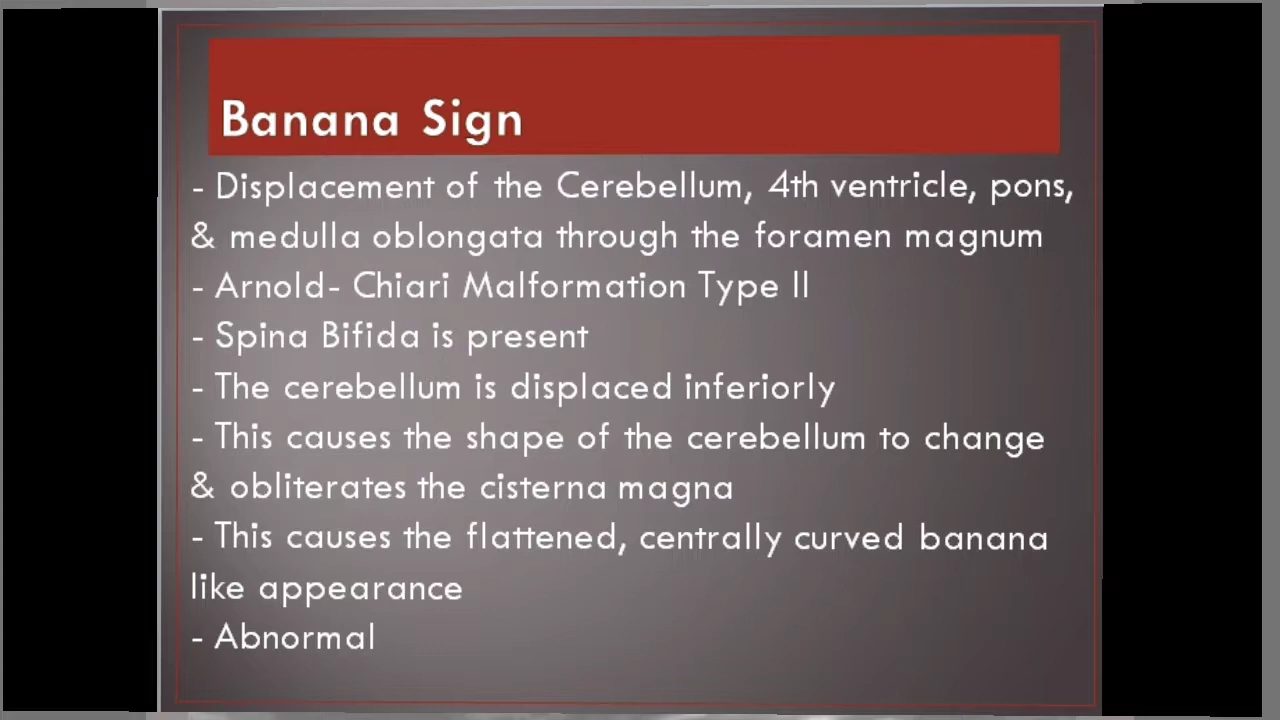 Banana Sign
- Displacement of the Cerebellum, 4th ventricle, pons,
& medulla oblongata through the foramen magnum
- Arnold- Chiari Malformation Type II
- Spina Bifida is present
- The cerebellum is displaced inferiorly
- This causes the shape of the cerebellum to change
& obliterates the cisterna magna
- This causes the flattened, centrally curved banana
like appearance
- Abnormal